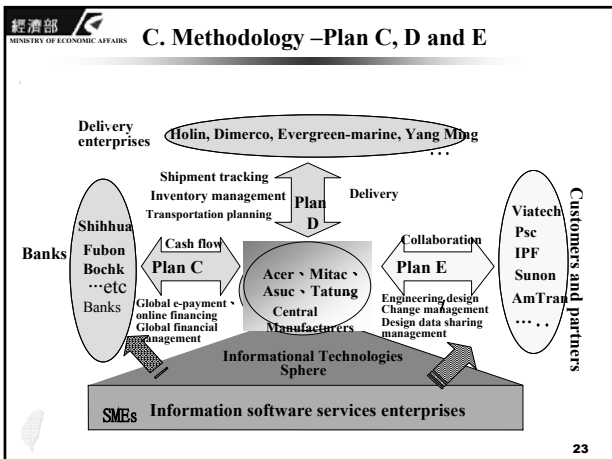 經濟部
MINISTRY OF ECONOMIC AFFAIRS
C. Methodology –Plan C, D and E
Delivery
enterprises
Holin, Dimerco, Evergreen-marine, Yang Ming
...
Shipment tracking
Inventory management
Transportation planning
Plan
D
Delivery
Banks
Shihhua
Fubon
Bochk
...etc
Banks
Cash flow
Plan C
Global e-payment、
online financing
Global financial
management
Acer、Mitac、
Asuc、Tatung
Central
Manufacturers
Collaboration
Plan E
Engineering design
Change management
Design data sharing
management
Viatech
Psc
IPF
Sunon
AmTran
.....
Customers and partners
Informational Technologies
Sphere
SMEs Information software services enterprises
23